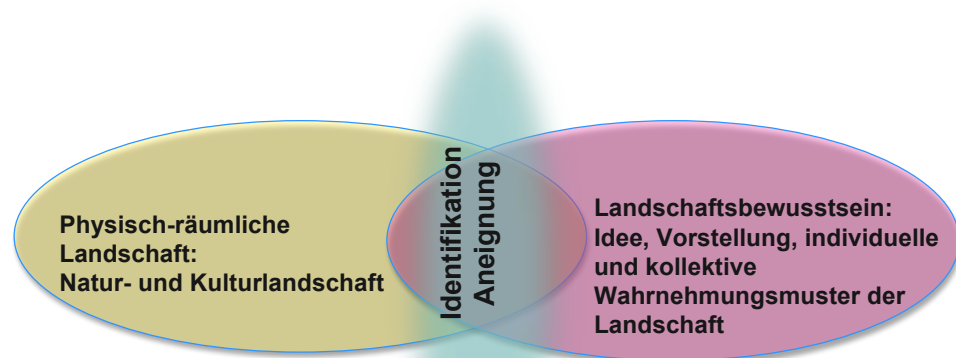 Physisch-räumliche
Landschaft:
Natur- und Kulturlandschaft
Identifikation
Aneignung
Landschaftsbewusstsein:
Idee, Vorstellung, individuelle
und kollektive
Wahrnehmungsmuster der
Landschaft